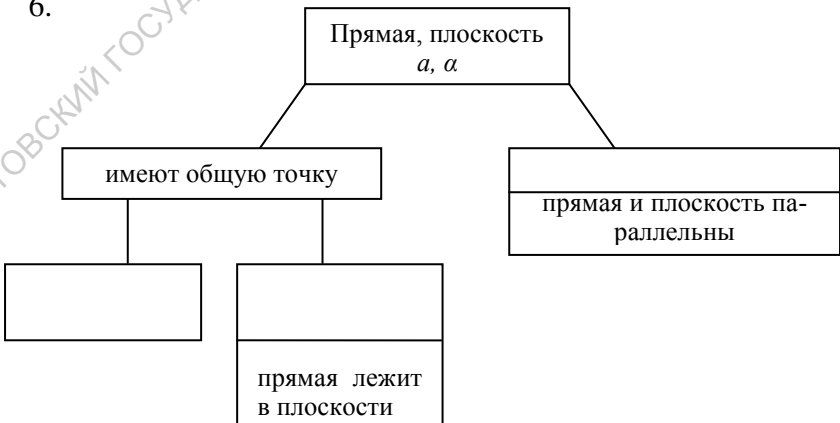 6.
Прямая, плоскость
a, α
имеют общую точку
прямая и плоскость па-
раллельны
прямая лежит
в плоскости